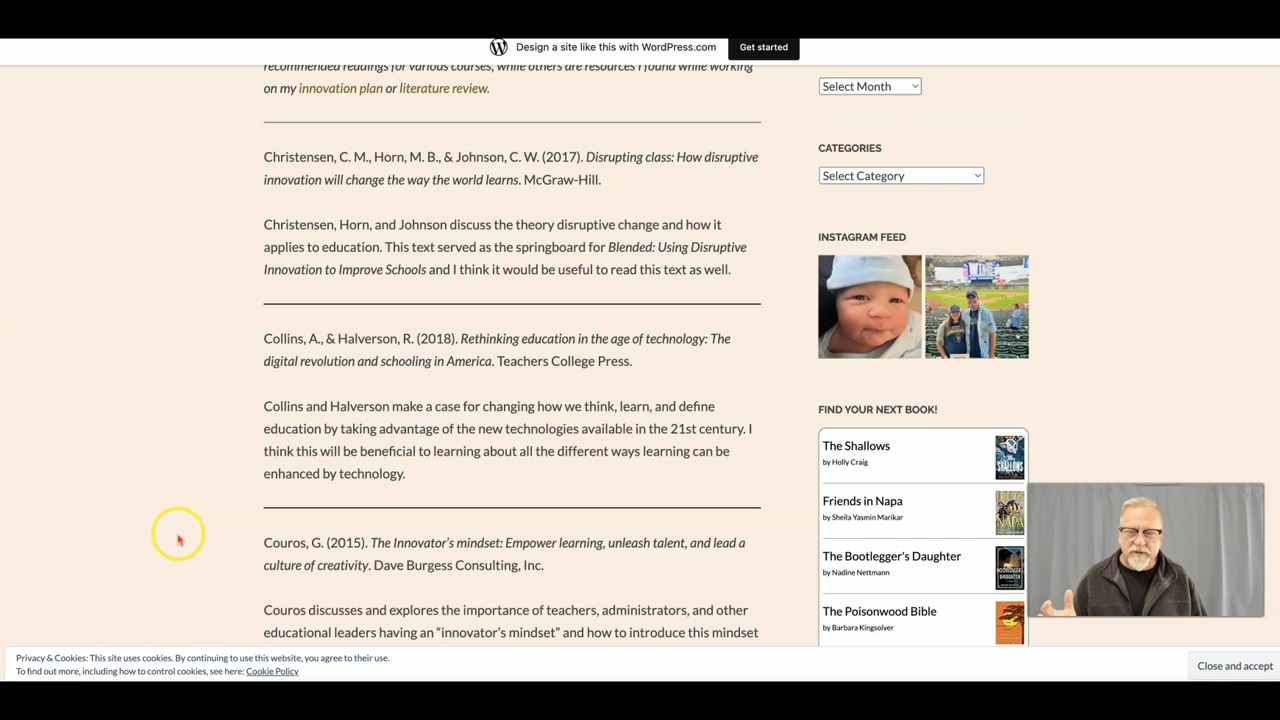 Design a site like this with WordPress.com
Get started
recommended readings for various courses, while others are resources I found while working
on my innovation plan or literature review.
Christensen, C. M., Horn, M. B., & Johnson, C. W. (2017). Disrupting class: How disruptive
innovation will change the way the world learns. McGraw-Hill.
Christensen, Horn, and Johnson discuss the theory disruptive change and how it
applies to education. This text served as the springboard for Blended: Using Disruptive
Innovation to Improve Schools and I think it would be useful to read this text as well.
Collins, A., & Halverson, R. (2018). Rethinking education in the age of technology: The
digital revolution and schooling in America. Teachers College Press.
Collins and Halverson make a case for changing how we think, learn, and define
education by taking advantage of the new technologies available in the 21st century. I
think this will be beneficial to learning about all the different ways learning can be
enhanced by technology.
Couros, G. (2015). The Innovator’s mindset: Empower learning, unleash talent, and lead a
culture of creativity. Dave Burgess Consulting, Inc.
Couros discusses and explores the importance of teachers, administrators, and other
educational leaders having an “innovator’s mindset” and how to introduce this mindset
Select Month
CATEGORIES
Select Category
INSTAGRAM FEED
FIND YOUR NEXT BOOK!
The Shallows
by Holly Craig
Friends in Napa
by Sheila Yasmin Marikar
The Bootlegger's Daughter
by Nadine Nettmann
The Poisonwood Bible
by Barbara Kingsolver
Privacy & Cookies: This site uses cookies. By continuing to use this website, you agree to their use.
To find out more, including how to control cookies, see here: Cookie Policy
Close and accept